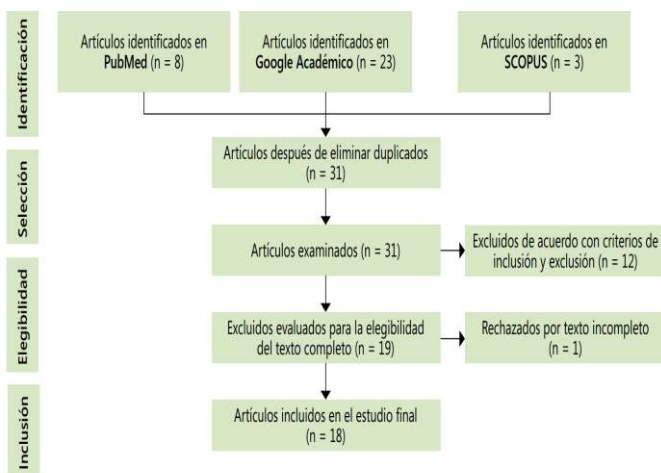 Identificación
Artículos identificados en
PubMed (n = 8)
Artículos identificados en
Google Académico (n = 23)
Artículos identificados en
SCOPUS (n = 3)
Selección
Artículos después de eliminar duplicados
(n = 31)
Artículos examinados (n = 31)
Excluidos de acuerdo con criterios de
inclusión y exclusión (n = 12)
Elegibilidad
Excluidos evaluados para la elegibilidad
del texto completo (n = 19)
Rechazados por texto incompleto
(n = 1)
Inclusión
Artículos incluidos en el estudio final
(n = 18)